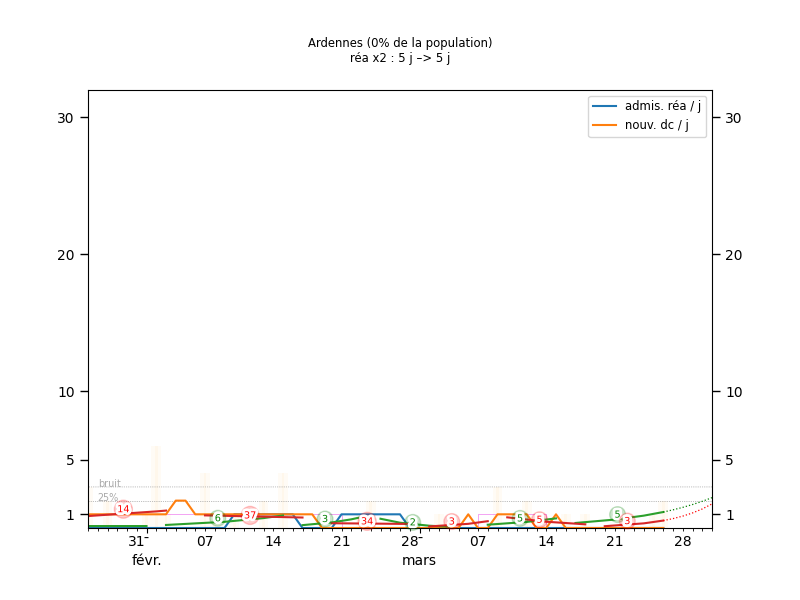 Ardennes (0% de la population)
réa x2 : 5 j –> 5 j
admis. réa / j
nouv. dc / j
30 30
20 20
10 10
5 5
bruit
25%
1 1
14 6 37 3 34 2 3 5 5 5 3
31 07 14 21 28 07 14 21 28
févr. mars